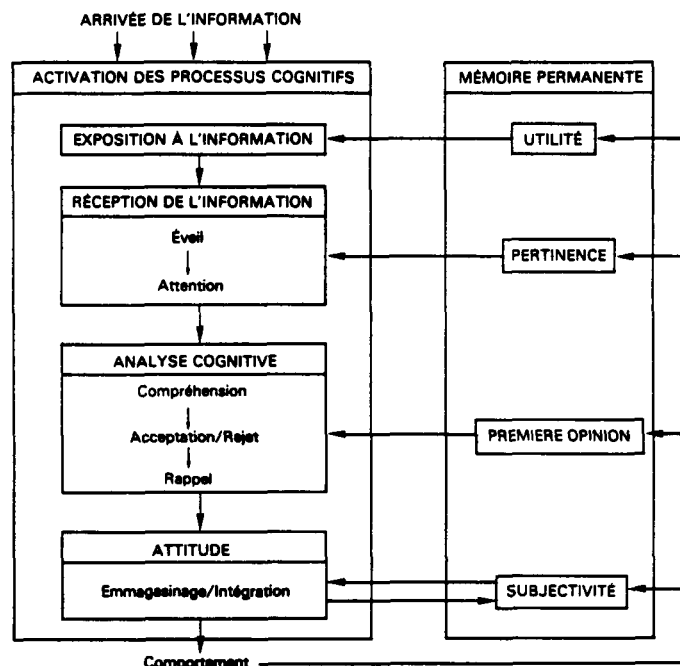 ARRIVÉE DE L'INFORMATION
ACTIVATION DES PROCESSUS COGNITIFS
MÉMOIRE PERMANENTE
EXPOSITION À L'INFORMATION
UTILITÉ
RÉCEPTION DE L'INFORMATION
Éveil
Attention
PERTINENCE
ANALYSE COGNITIVE
Compréhension
Acceptation/Rejet
Rappel
PREMIERE OPINION
ATTITUDE
Emmagasinage/Intégration
SUBJECTIVITÉ
Comportement